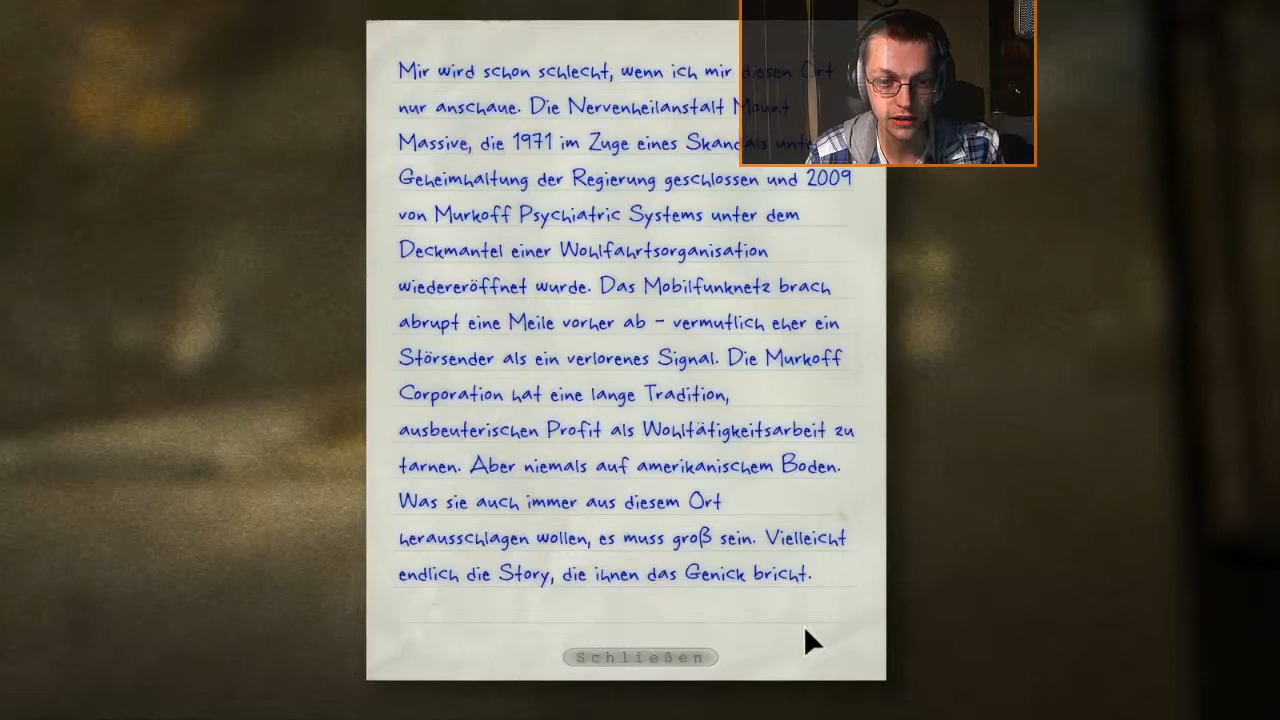 Mir wird schon schlecht, wenn ich mir diesen Ort
nur anschaue. Die Nervenheilanstalt Mount
Massive, die 1971 im Zuge eines Skandals unter
Geheimhaltung der Regierung geschlossen und 2009
von Murkoff Psychiatric Systems unter dem
Deckmantel einer Wohlfahrtsorganisation
wiedereröffnet wurde. Das Mobilfunknetz brach
abrupt eine Meile vorher ab - vermutlich eher ein
Störsender als ein verlorenes Signal. Die Murkoff
Corporation hat eine lange Tradition,
ausbeuterischen Profit als Wohltätigkeitsarbeit zu
tarnen. Aber niemals auf amerikanischem Boden.
Was sie auch immer aus diesem Ort
herausschlagen wollen, es muss groß sein. Vielleicht
endlich die Story, die ihnen das Genick bricht.
Schließen